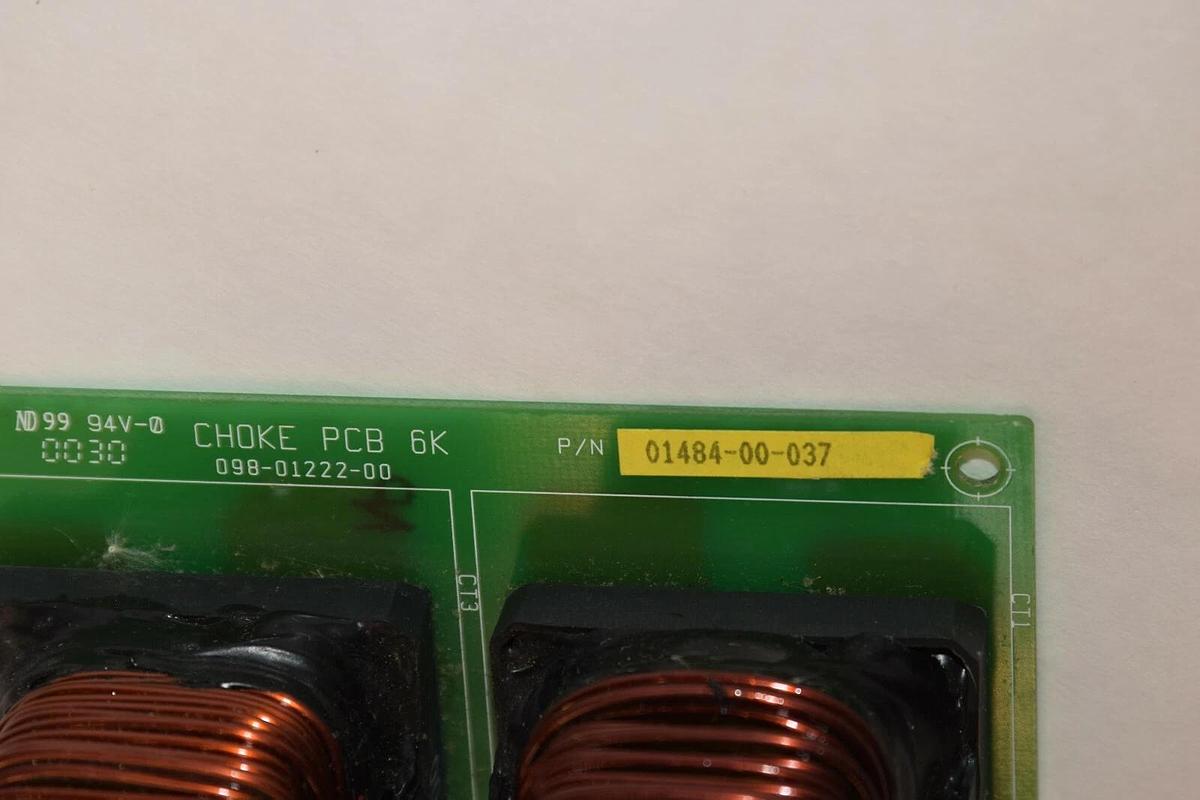 ND99 94V-0
0030
CHOKE PCB 6K
098-01222-00
P/N 01484-00-037
CT3
CT1